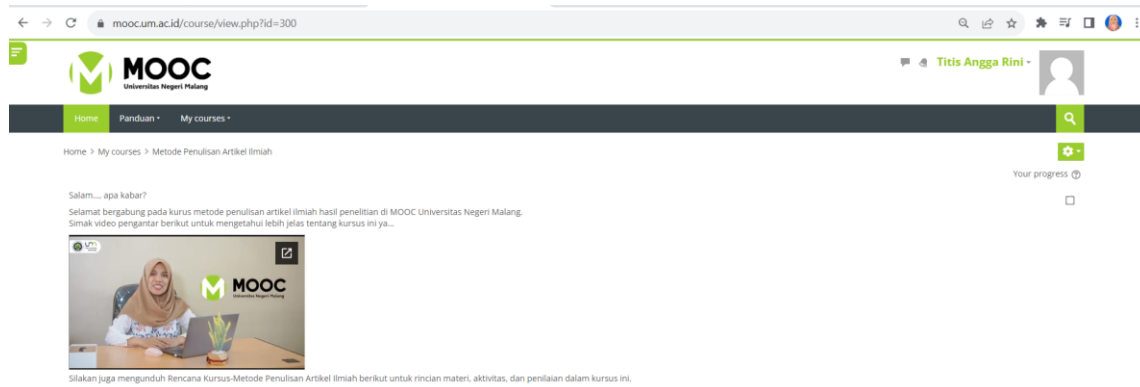 mooc.um.ac.id/course/view.php?id=300
MOOC
Universitas Negeri Malang
Titis Angga Rini
Home Panduan My courses
Home > My courses > Metode Penulisan Artikel Ilmiah
Your progress
Salam..., apa kabar?
Selamat bergabung pada kurus metode penulisan artikel ilmiah hasil penelitian di MOOC Universitas Negeri Malang.
Simak video pengantar berikut untuk mengetahui lebih jelas tentang kursus ini ya...
MOOC
Universitas Negeri Malang
Silakan juga mengunduh Rencana Kursus-Metode Penulisan Artikel Ilmiah berikut untuk rincian materi, aktivitas, dan penilaian dalam kursus ini.